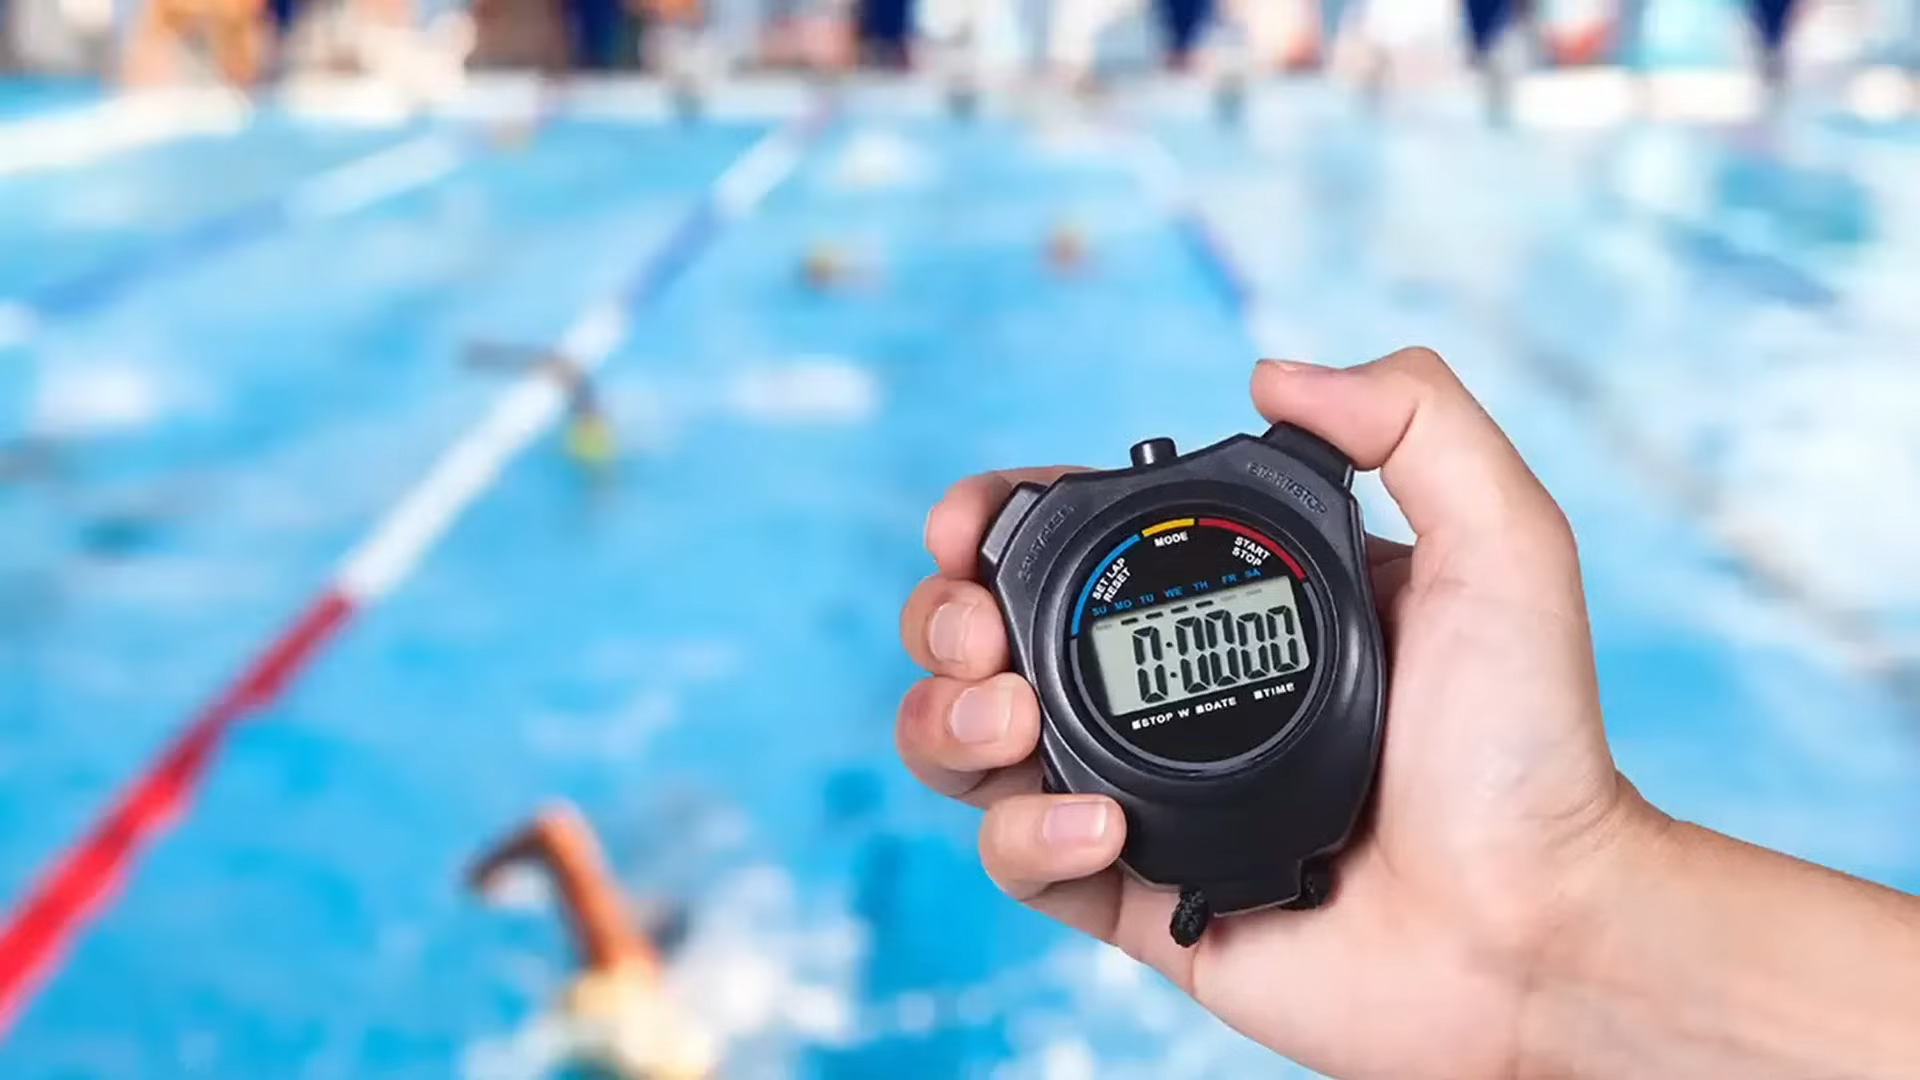 START/STOP
MODE
START
STOP
SET LAP
RESET
SU MO TU WE TH FR SA
0:0000
STOP W DATE TIME